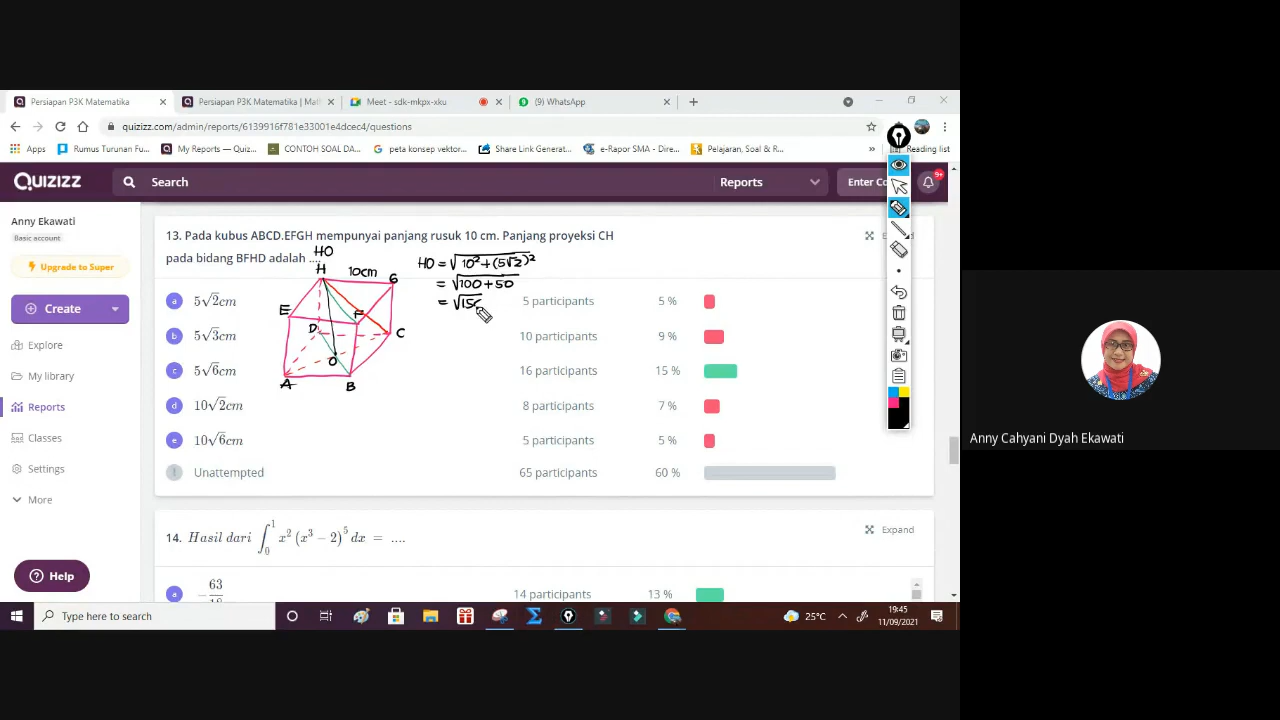 Persiapan P3K Matematika
Persiapan P3K Matematika | Mat
Meet - sdk-mkpx-xku
(9) WhatsApp
quizizz.com/admin/reports/6139916f781e33001e4dcec4/questions
Apps
Rumus Turunan Fu...
My Reports — Quiz...
CONTOH SOAL DA...
peta konsep vektor...
Share Link Generat...
e-Rapor SMA - Dire...
Pelajaran, Soal & R...
»
Reading list
QUIZIZZ
Search
Reports
Enter Co
9+
Anny Ekawati
Basic account
Upgrade to Super
Create
Explore
My library
Reports
Classes
Settings
More
Help
13. Pada kubus ABCD.EFGH mempunyai panjang rusuk 10 cm. Panjang proyeksi CH
pada bidang BFHD adalah ....
HO
H 10cm G
E F
D C
O
A B
HO = √10² + (5√2)²
= √100 + 50
= √150
a 5√2cm 5 participants 5 %
b 5√3cm 10 participants 9 %
c 5√6cm 16 participants 15 %
d 10√2cm 8 participants 7 %
e 10√6cm 5 participants 5 %
Unattempted 65 participants 60 %
14. Hasil dari ∫₀¹ x² (x³ − 2)⁵ dx = ....
Expand
a −63 14 participants 13 %
Type here to search
25°C
19:45
11/09/2021
Anny Cahyani Dyah Ekawati